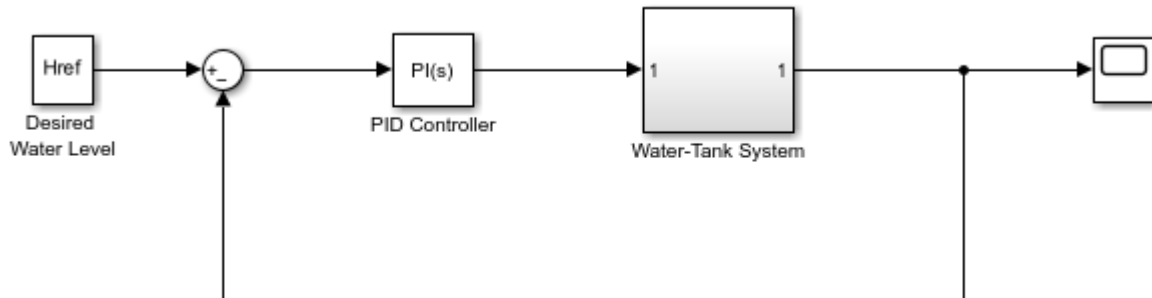 Href
Desired
Water Level
+
−
PI(s)
PID Controller
1
1
Water-Tank System